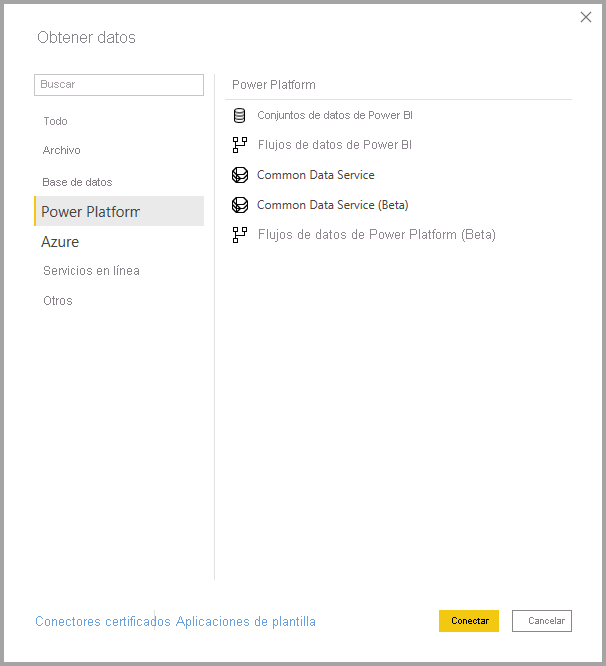 Obtener datos
Buscar
Todo
Archivo
Base de datos
Power Platform
Azure
Servicios en línea
Otros
Power Platform
Conjuntos de datos de Power BI
Flujos de datos de Power BI
Common Data Service
Common Data Service (Beta)
Flujos de datos de Power Platform (Beta)
Conectores certificados Aplicaciones de plantilla
Conectar
Cancelar